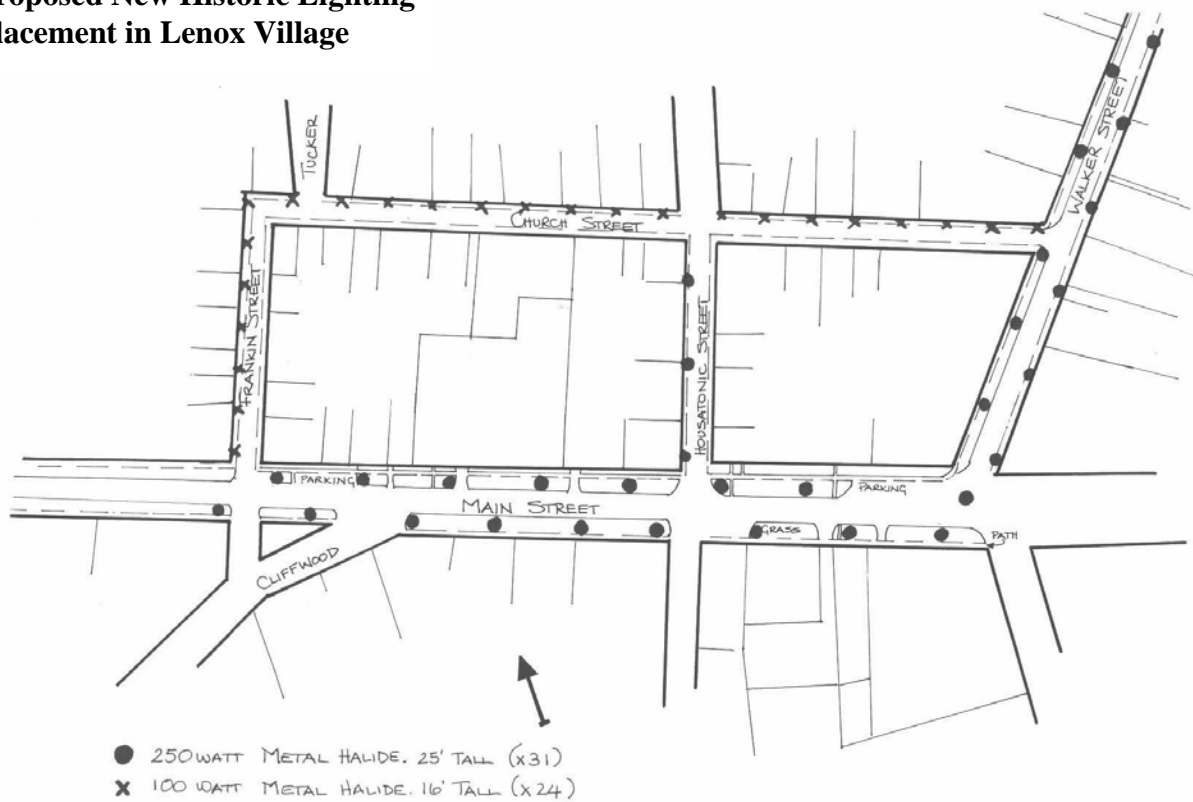 roposed New Historic Lighting
lacement in Lenox Village
TUCKER
WALKER STREET
CHURCH STREET
FRANKIN STREET
HOUSATONIC STREET
PARKING
PARKING
MAIN STREET
GRASS
PATH
CLIFFWOOD
250 WATT METAL HALIDE. 25' TALL (x31)
100 WATT METAL HALIDE. 16' TALL (x24)